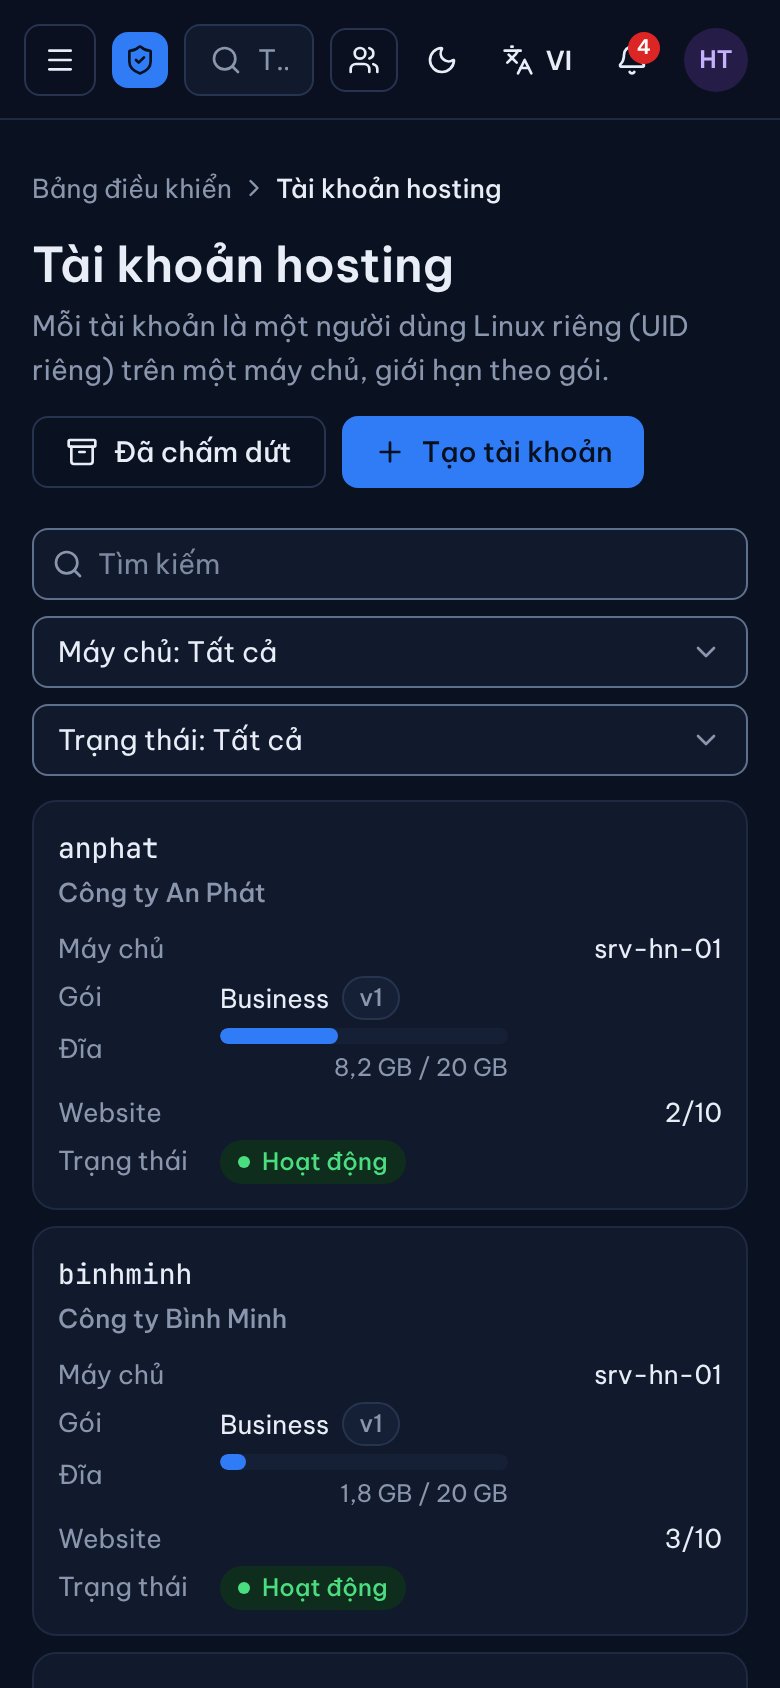 T..
VI
4
HT
Bảng điều khiển > Tài khoản hosting
Tài khoản hosting
Mỗi tài khoản là một người dùng Linux riêng (UID
riêng) trên một máy chủ, giới hạn theo gói.
Đã chấm dứt
+ Tạo tài khoản
Tìm kiếm
Máy chủ: Tất cả
Trạng thái: Tất cả
anphat
Công ty An Phát
Máy chủ srv-hn-01
Gói Business v1
Đĩa
8,2 GB / 20 GB
Website 2/10
Trạng thái Hoạt động
binhminh
Công ty Bình Minh
Máy chủ srv-hn-01
Gói Business v1
Đĩa
1,8 GB / 20 GB
Website 3/10
Trạng thái Hoạt động